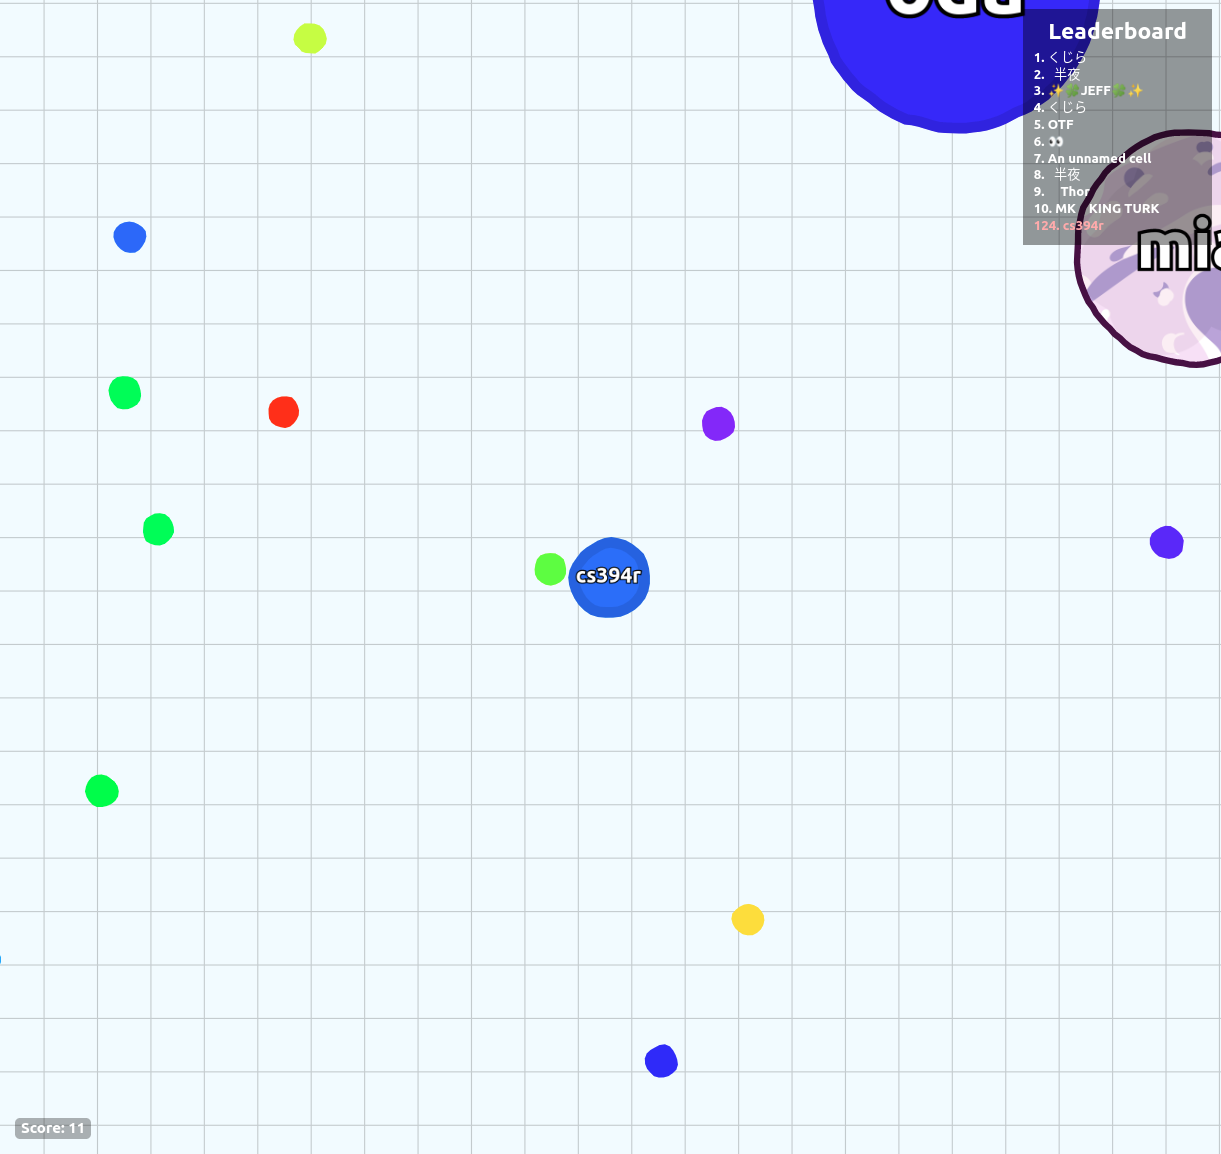 Leaderboard
1. くじら
2. 半夜
3. ✨🌿JEFF🌿✨
4. くじら
5. OTF
6. 👀
7. An unnamed cell
8. 半夜
9. Thor
10. MK KING TURK
124. cs394r
cs394r
Score: 11